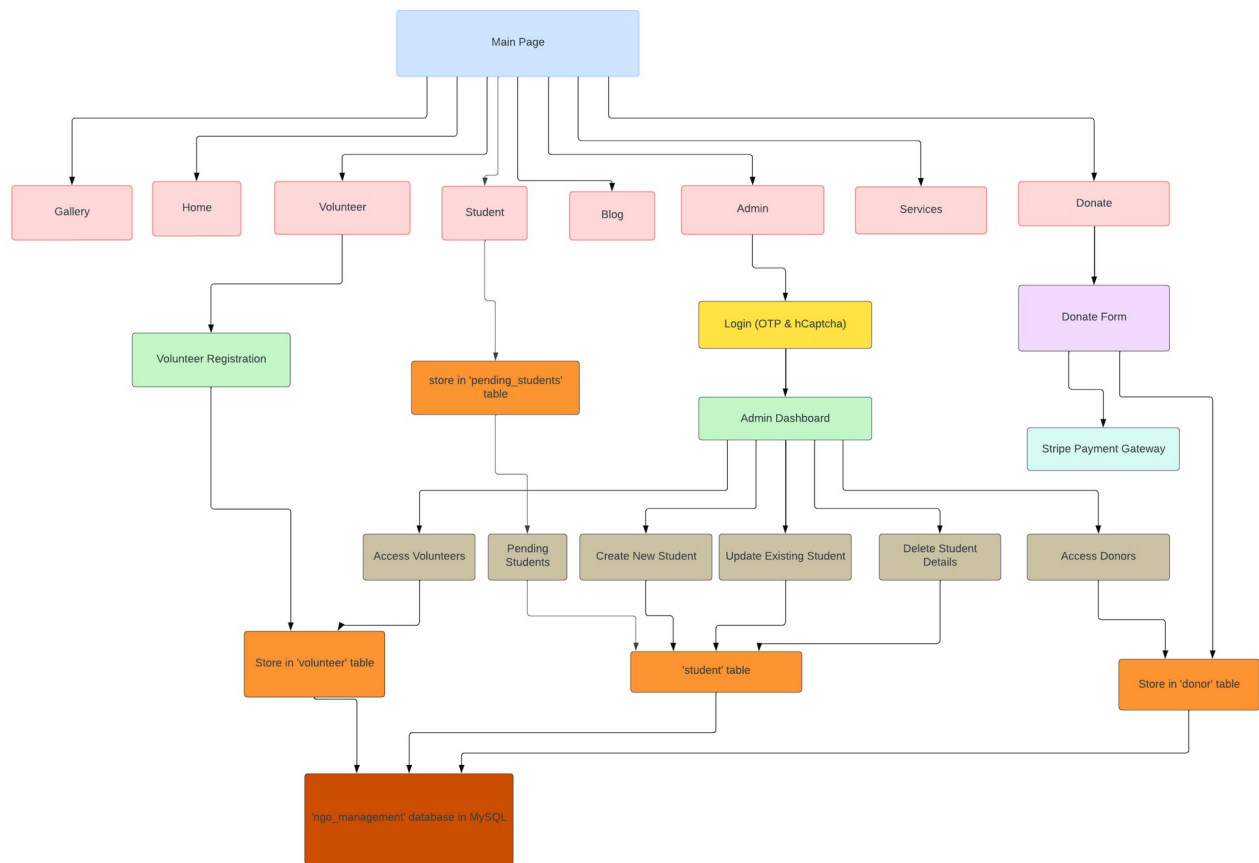 Main Page
Gallery
Home
Volunteer
Student
Blog
Admin
Services
Donate
Volunteer Registration
store in 'pending_students'
table
Login (OTP & hCaptcha)
Donate Form
Admin Dashboard
Stripe Payment Gateway
Access Volunteers
Pending
Students
Create New Student
Update Existing Student
Delete Student
Details
Access Donors
Store in 'volunteer' table
'student' table
Store in 'donor' table
'ngo_management' database in MySQL